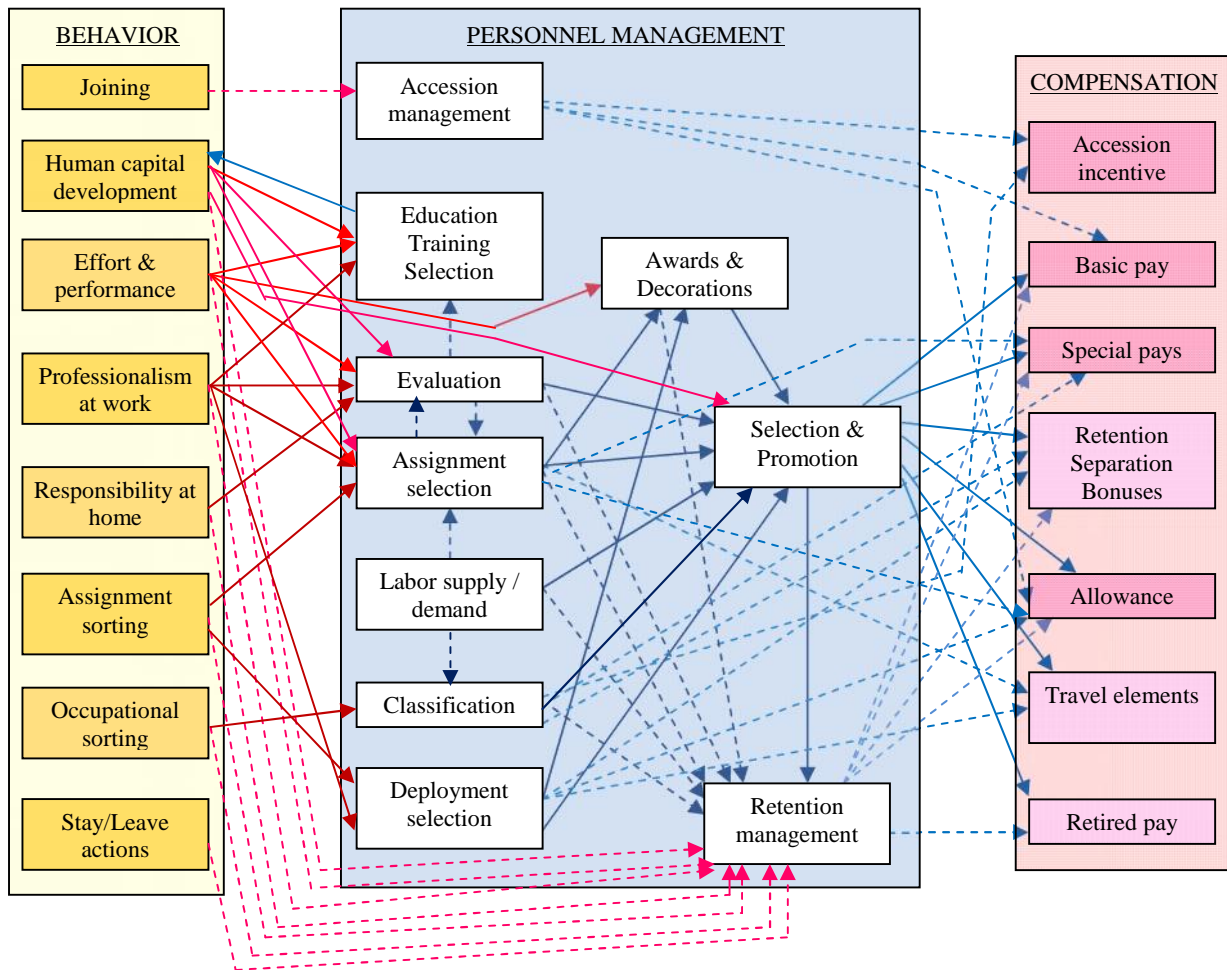 BEHAVIOR
Joining
Human capital
development
Effort &
performance
Professionalism
at work
Responsibility at
home
Assignment
sorting
Occupational
sorting
Stay/Leave
actions
PERSONNEL MANAGEMENT
Accession
management
Education
Training
Selection
Awards &
Decorations
Evaluation
Assignment
selection
Selection &
Promotion
Labor supply /
demand
Classification
Deployment
selection
Retention
management
COMPENSATION
Accession
incentive
Basic pay
Special pays
Retention
Separation
Bonuses
Allowance
Travel elements
Retired pay